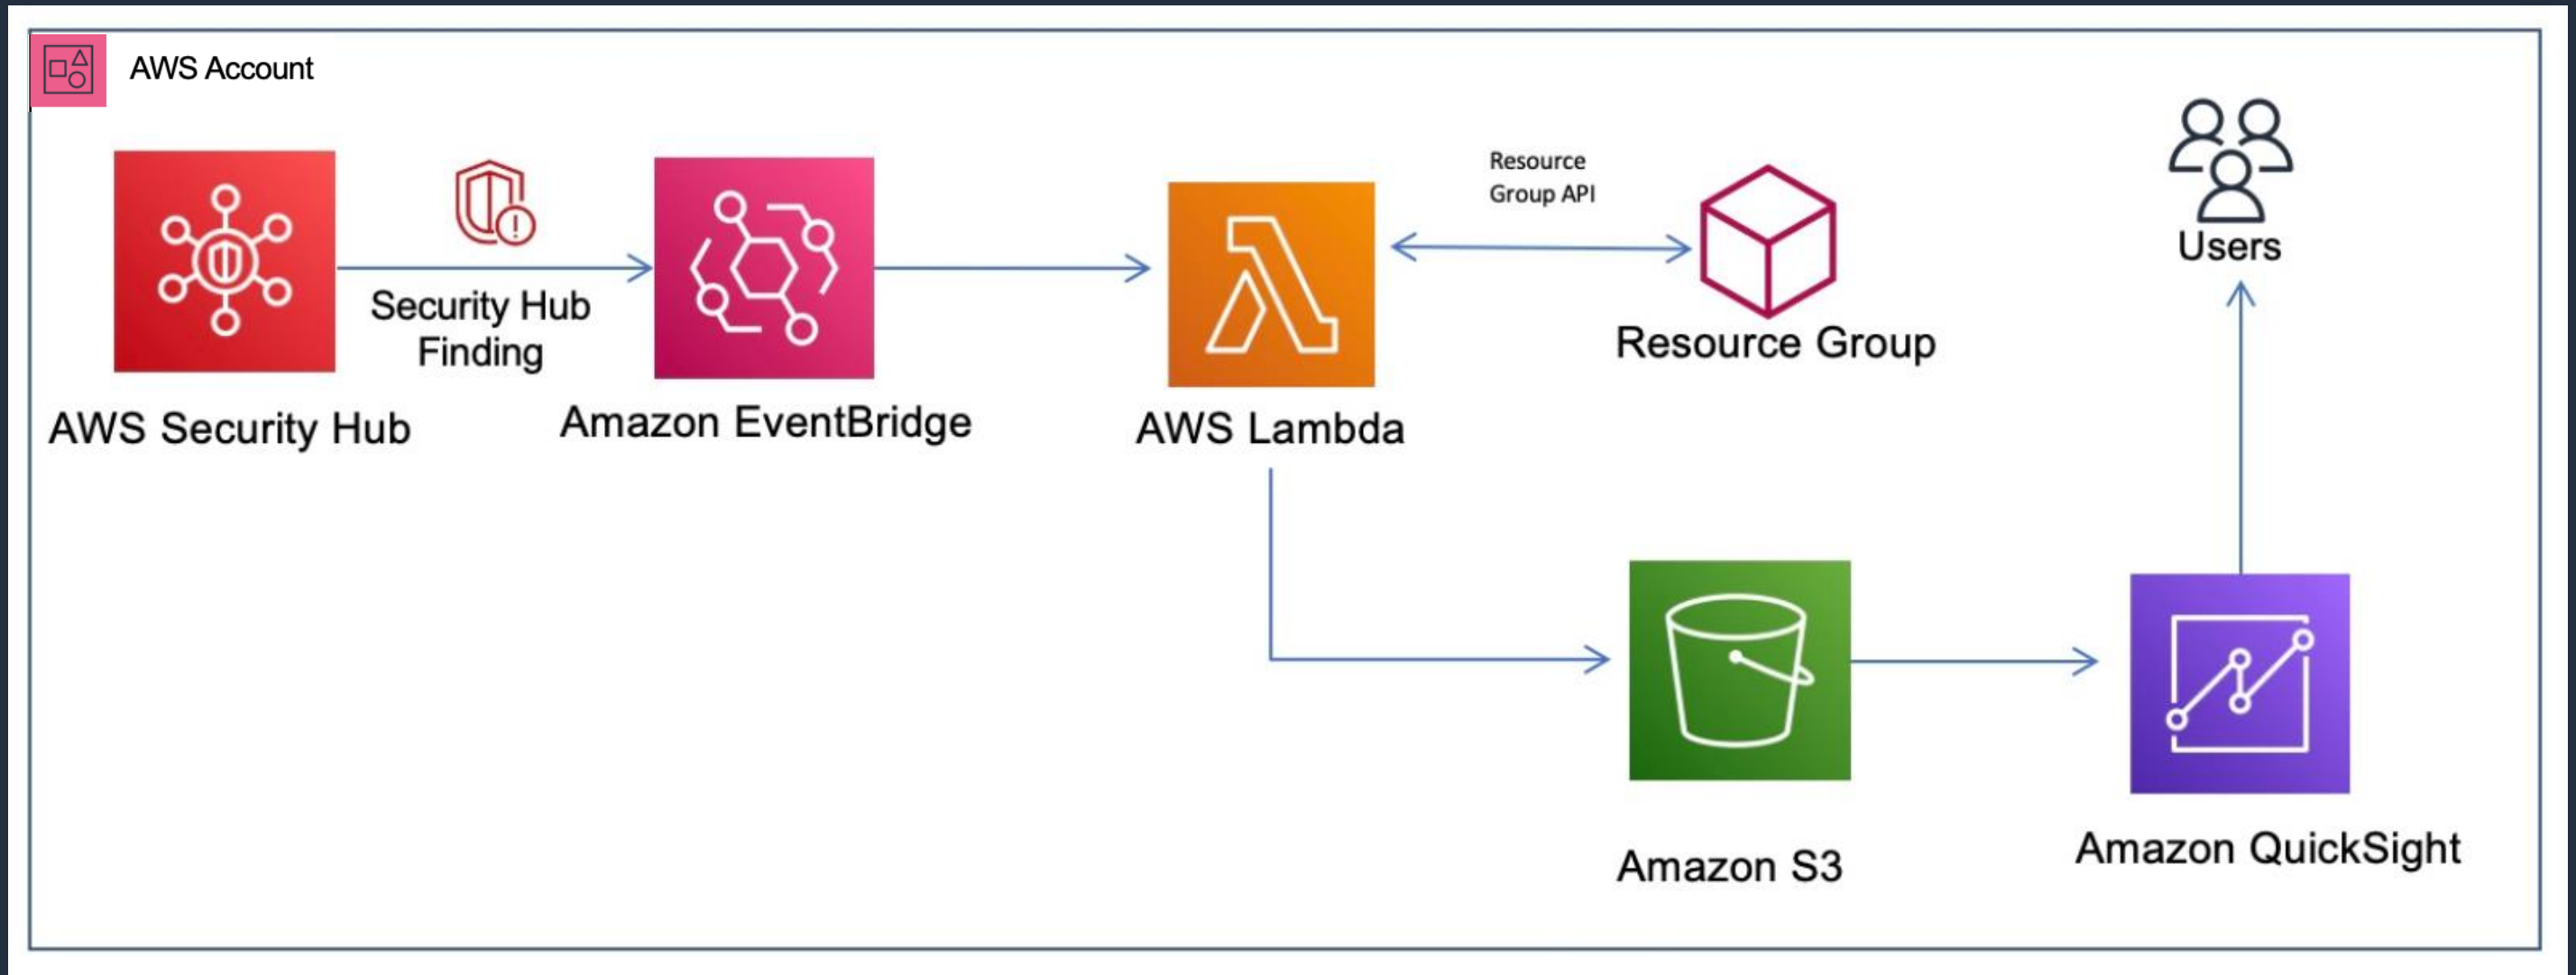 AWS Account
Security Hub
Finding
AWS Security Hub
Amazon EventBridge
AWS Lambda
Resource
Group API
Resource Group
Users
Amazon S3
Amazon QuickSight